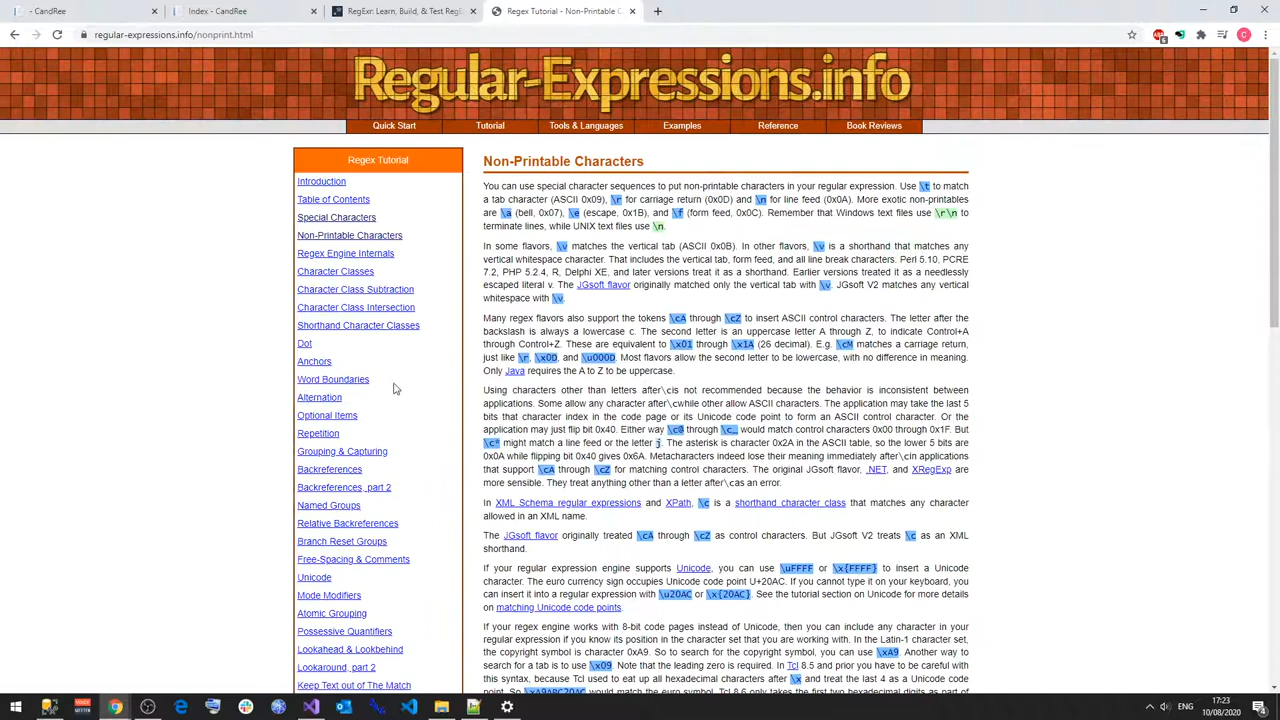 - CandRee
Index - CandRee
RegExr: Learn, Build, & Test RegE
Regex Tutorial - Non-Printable C
regular-expressions.info/nonprint.html
Regular-Expressions.info
Quick Start
Tutorial
Tools & Languages
Examples
Reference
Book Reviews
Regex Tutorial
Introduction
Table of Contents
Special Characters
Non-Printable Characters
Regex Engine Internals
Character Classes
Character Class Subtraction
Character Class Intersection
Shorthand Character Classes
Dot
Anchors
Word Boundaries
Alternation
Optional Items
Repetition
Grouping & Capturing
Backreferences
Backreferences, part 2
Named Groups
Relative Backreferences
Branch Reset Groups
Free-Spacing & Comments
Unicode
Mode Modifiers
Atomic Grouping
Possessive Quantifiers
Lookahead & Lookbehind
Lookaround, part 2
Keep Text out of The Match
Non-Printable Characters
You can use special character sequences to put non-printable characters in your regular expression. Use \t to match
a tab character (ASCII 0x09), \r for carriage return (0x0D) and \n for line feed (0x0A). More exotic non-printables
are \a (bell, 0x07), \e (escape, 0x1B), and \f (form feed, 0x0C). Remember that Windows text files use \r\n to
terminate lines, while UNIX text files use \n.
In some flavors, \v matches the vertical tab (ASCII 0x0B). In other flavors, \v is a shorthand that matches any
vertical whitespace character. That includes the vertical tab, form feed, and all line break characters. Perl 5.10, PCRE
7.2, PHP 5.2.4, R, Delphi XE, and later versions treat it as a shorthand. Earlier versions treated it as a needlessly
escaped literal v. The JGsoft flavor originally matched only the vertical tab with \v. JGsoft V2 matches any vertical
whitespace with \v.
Many regex flavors also support the tokens \cA through \cZ to insert ASCII control characters. The letter after the
backslash is always a lowercase c. The second letter is an uppercase letter A through Z, to indicate Control+A
through Control+Z. These are equivalent to \x01 through \x1A (26 decimal). E.g. \cM matches a carriage return,
just like \r, \x0D, and \u000D. Most flavors allow the second letter to be lowercase, with no difference in meaning.
Only Java requires the A to Z to be uppercase.
Using characters other than letters after\cis not recommended because the behavior is inconsistent between
applications. Some allow any character after\cwhile other allow ASCII characters. The application may take the last 5
bits that character index in the code page or its Unicode code point to form an ASCII control character. Or the
application may just flip bit 0x40. Either way \c@ through \c_ would match control characters 0x00 through 0x1F. But
\c* might match a line feed or the letter j. The asterisk is character 0x2A in the ASCII table, so the lower 5 bits are
0x0A while flipping bit 0x40 gives 0x6A. Metacharacters indeed lose their meaning immediately after\cin applications
that support \cA through \cZ for matching control characters. The original JGsoft flavor, .NET, and XRegExp are
more sensible. They treat anything other than a letter after\cas an error.
In XML Schema regular expressions and XPath, \c is a shorthand character class that matches any character
allowed in an XML name.
The JGsoft flavor originally treated \cA through \cZ as control characters. But JGsoft V2 treats \c as an XML
shorthand.
If your regular expression engine supports Unicode, you can use \uFFFF or \x{FFFF} to insert a Unicode
character. The euro currency sign occupies Unicode code point U+20AC. If you cannot type it on your keyboard, you
can insert it into a regular expression with \u20AC or \x{20AC}. See the tutorial section on Unicode for more details
on matching Unicode code points.
If your regex engine works with 8-bit code pages instead of Unicode, then you can include any character in your
regular expression if you know its position in the character set that you are working with. In the Latin-1 character set,
the copyright symbol is character 0xA9. So to search for the copyright symbol, you can use \xA9. Another way to
search for a tab is to use \x09. Note that the leading zero is required. In Tcl 8.5 and prior you have to be careful with
this syntax, because Tcl used to eat up all hexadecimal characters after \x and treat the last 4 as a Unicode code
point. So \xA9ABC20AC would match the euro symbol. Tcl 8.6 only takes the first two hexadecimal digits as part of
ENG
17:23
10/08/2020